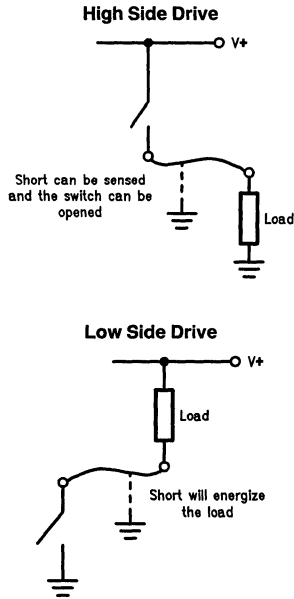 High Side Drive
V+
Short can be sensed
and the switch can be
opened
Load
Low Side Drive
V+
Load
Short will energize
the load